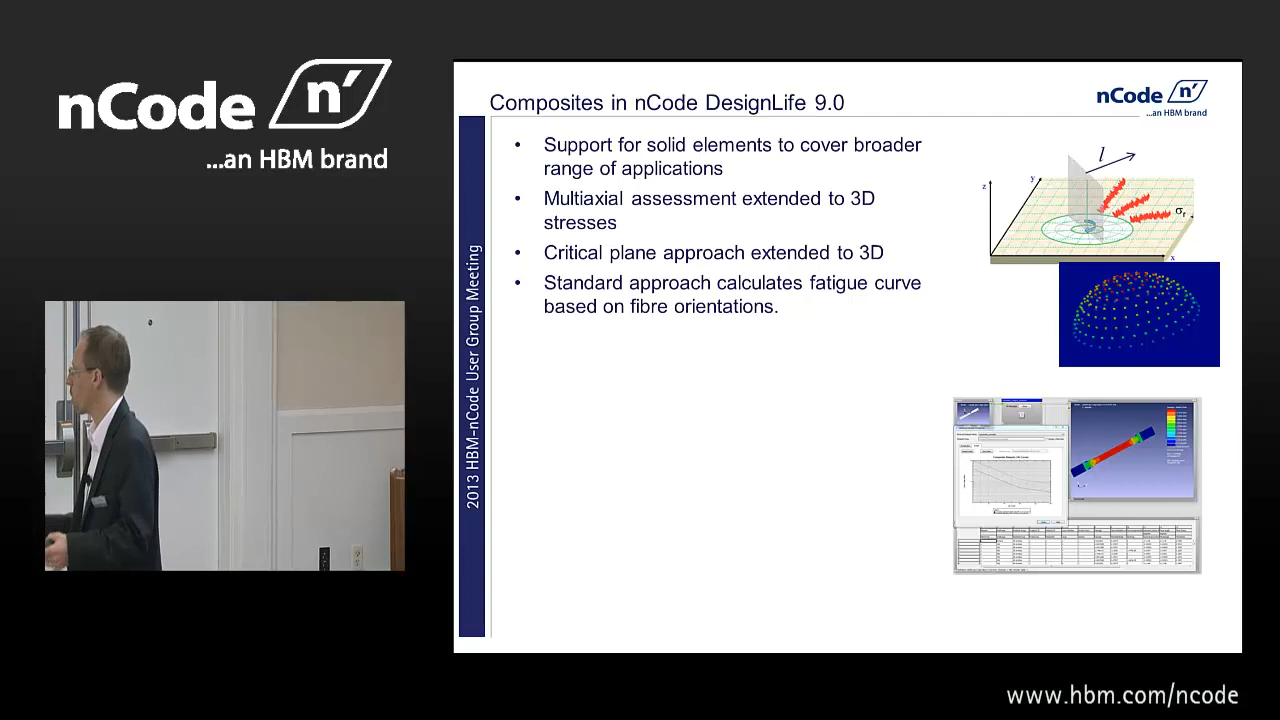 nCode n'
...an HBM brand
Composites in nCode DesignLife 9.0
nCode n'
...an HBM brand
2013 HBM-nCode User Group Meeting
• Support for solid elements to cover broader
range of applications
• Multiaxial assessment extended to 3D
stresses
• Critical plane approach extended to 3D
• Standard approach calculates fatigue curve
based on fibre orientations.
l
z
y
σr
x
www.hbm.com/ncode